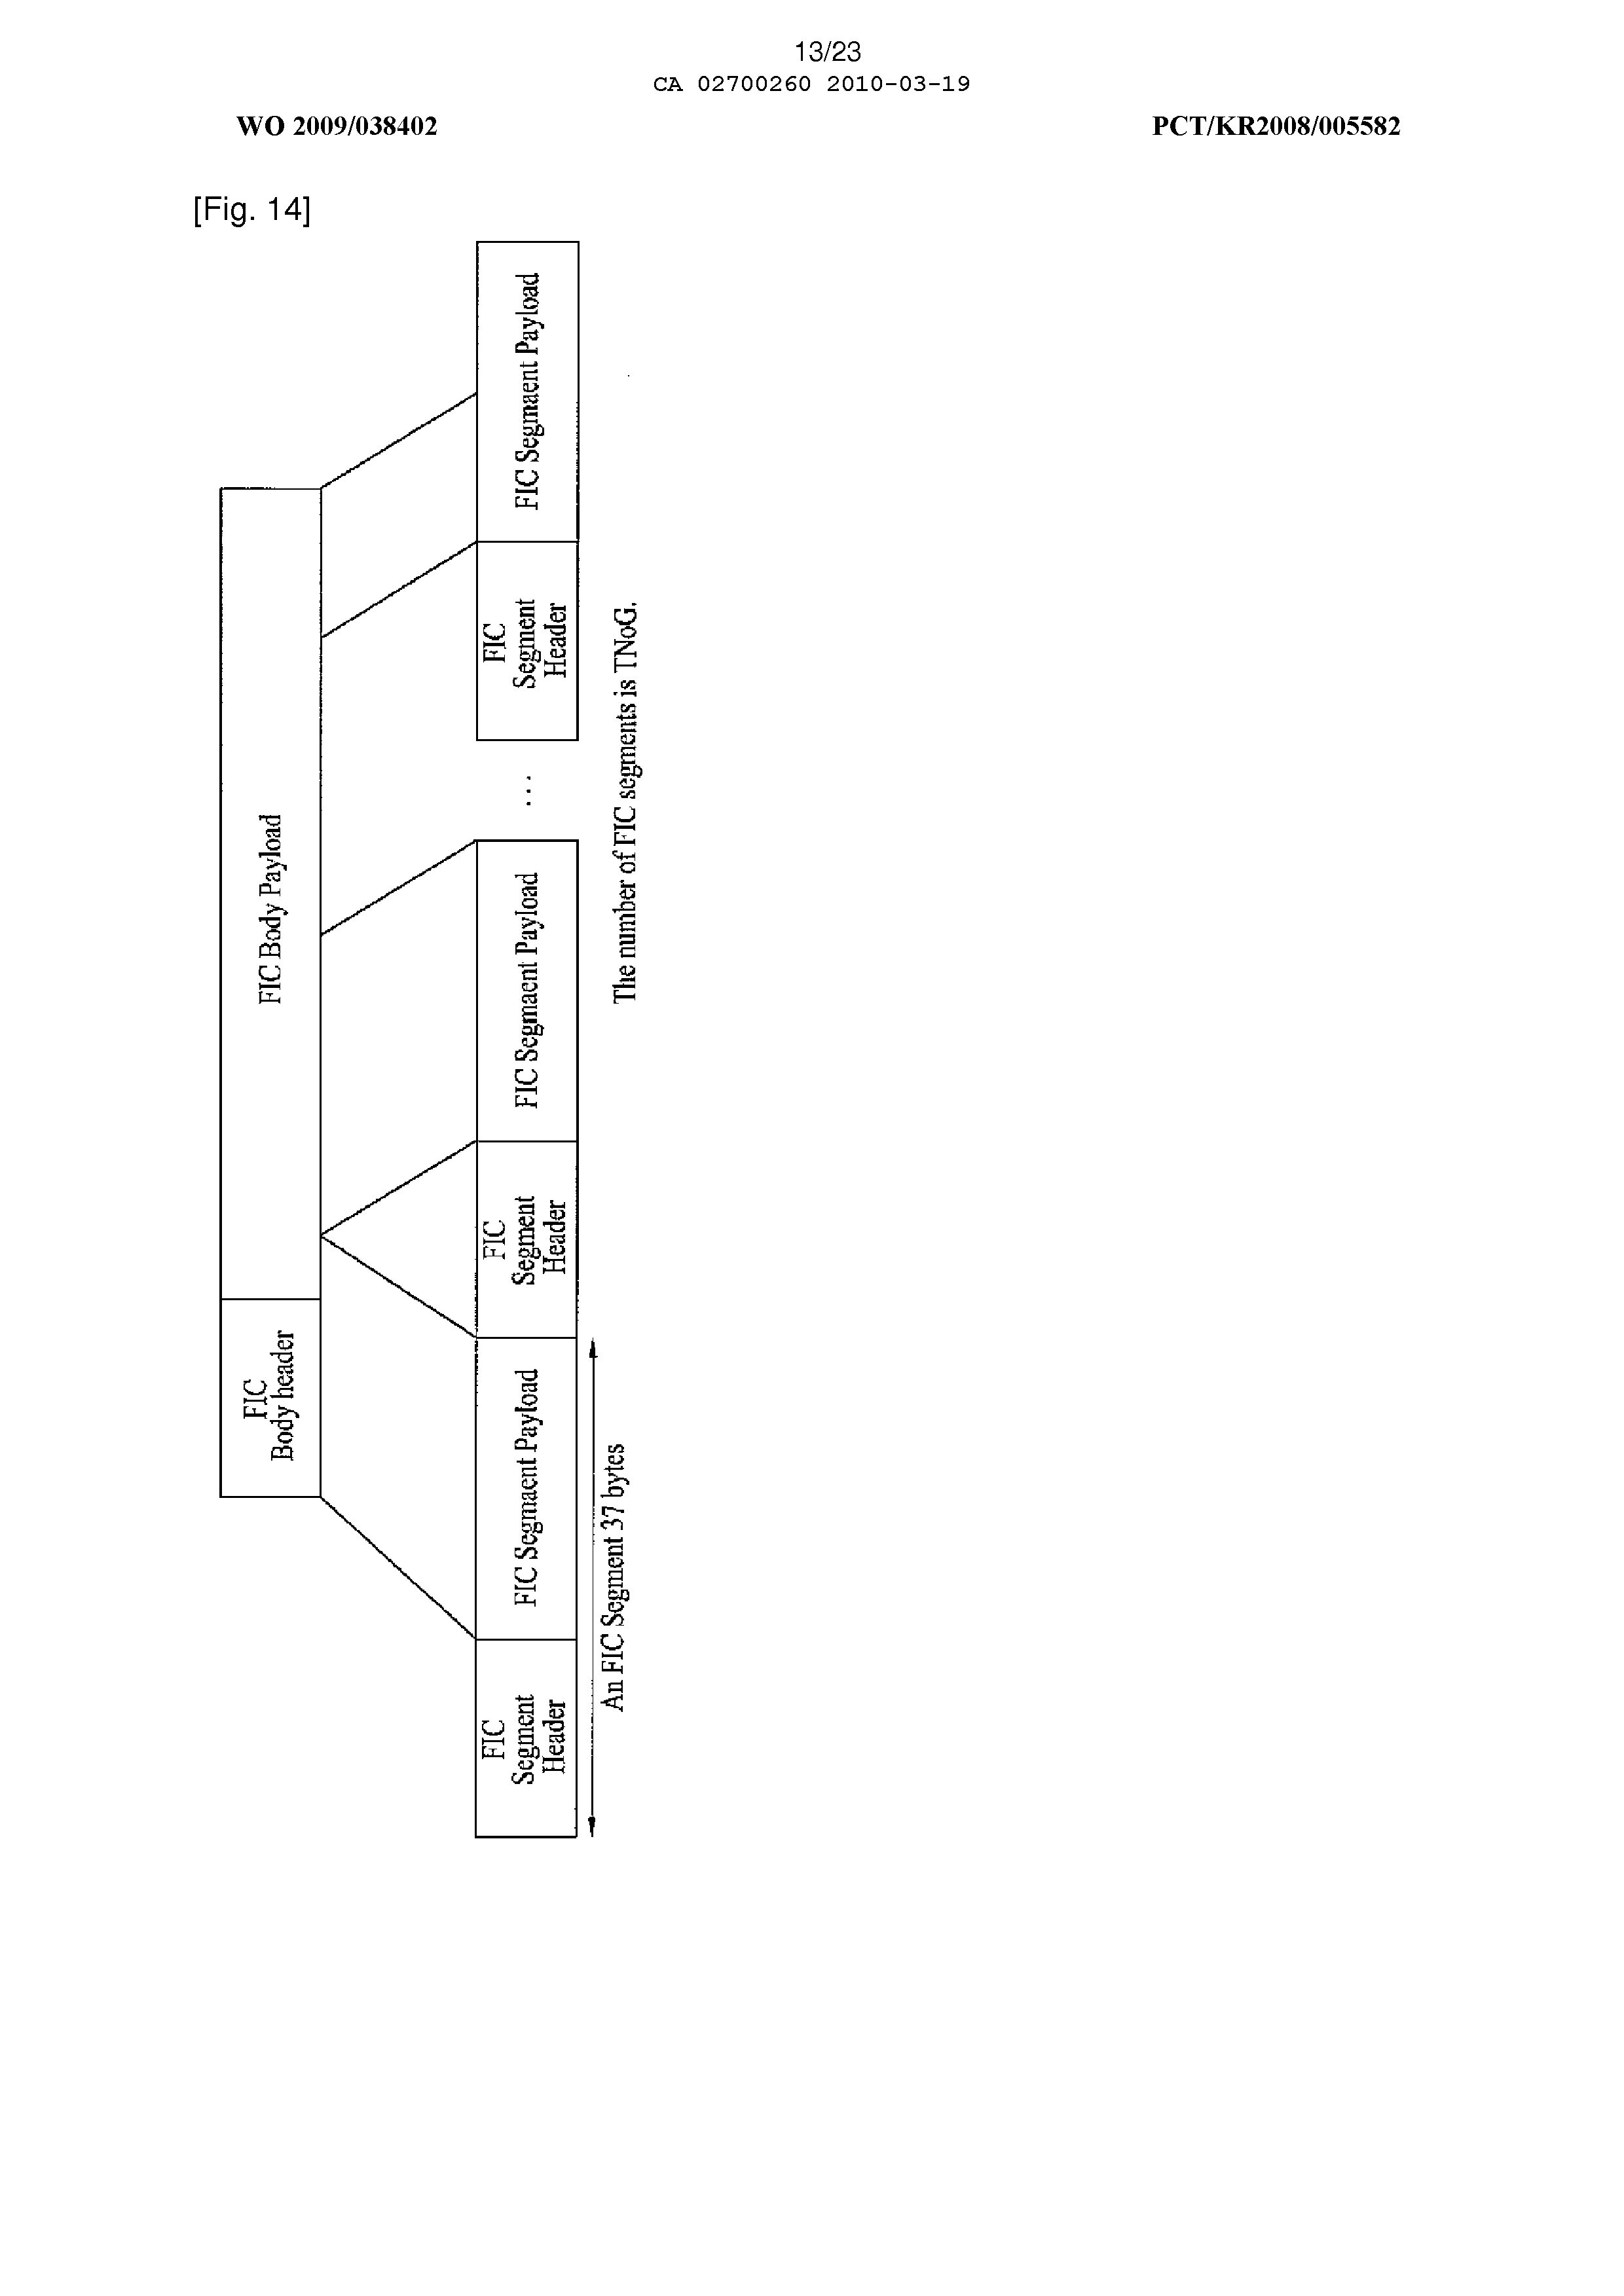 13/23
CA 02700260 2010-03-19
WO 2009/038402
PCT/KR2008/005582
[Fig. 14]
FIC
Body header
FIC Body Payload
FIC
Segment
Header
FIC Segmaent Payload
FIC
Segment
Header
FIC Segmaent Payload
...
FIC
Segment
Header
FIC Segmaent Payload
An FIC Segment 37 bytes
The number of FIC segments is TNoG.